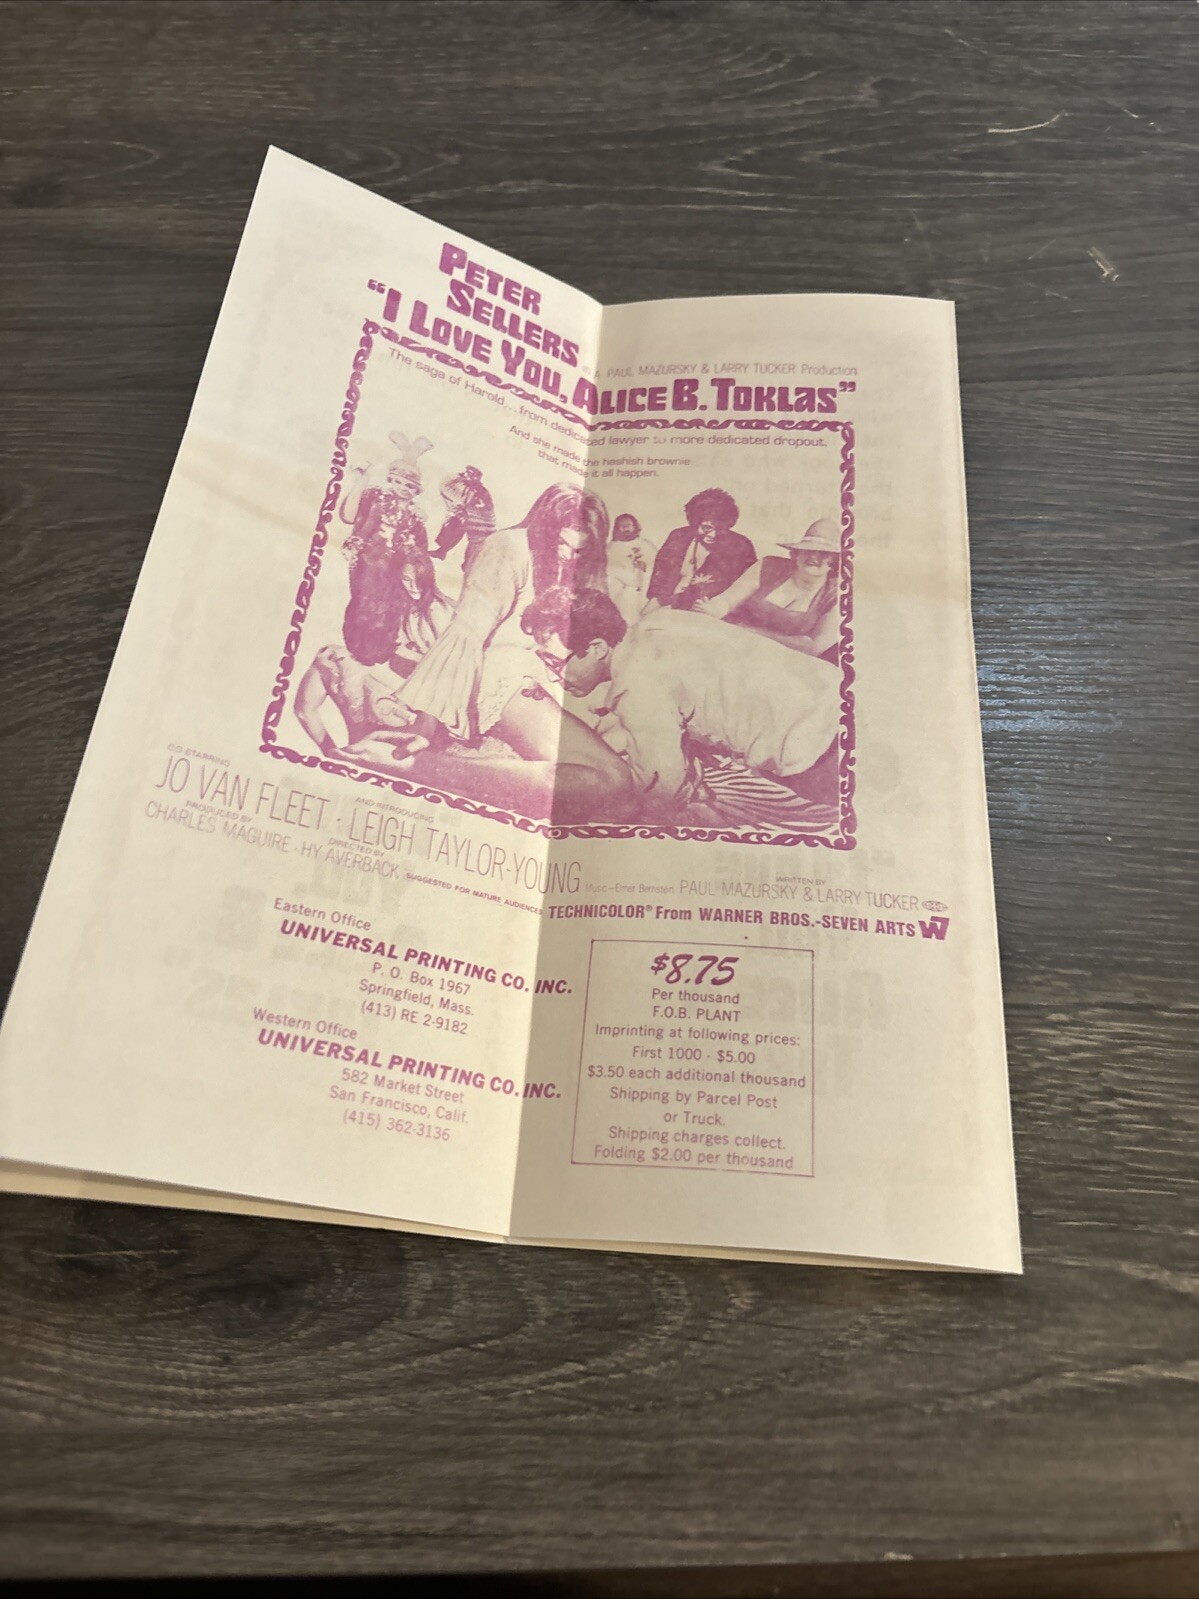 PETER
SELLERS
in A PAUL MAZURSKY & LARRY TUCKER Production
"I LOVE YOU, ALICE B. TOKLAS"
The saga of Harold...from dedicated lawyer to more dedicated dropout.
And she made the hashish brownie
that made it all happen.
CO STARRING
JO VAN FLEET · AND INTRODUCING LEIGH TAYLOR-YOUNG
PRODUCED BY DIRECTED BY WRITTEN BY
CHARLES MAGUIRE - HY AVERBACK Music-Elmer Bernstein PAUL MAZURSKY & LARRY TUCKER
SUGGESTED FOR MATURE AUDIENCES TECHNICOLOR® From WARNER BROS.-SEVEN ARTS W7
Eastern Office
UNIVERSAL PRINTING CO. INC.
P. O. Box 1967
Springfield, Mass.
(413) RE 2-9182
Western Office
UNIVERSAL PRINTING CO. INC.
582 Market Street
San Francisco, Calif.
(415) 362-3136
$8.75
Per thousand
F.O.B. PLANT
Imprinting at following prices:
First 1000 - $5.00
$3.50 each additional thousand
Shipping by Parcel Post
or Truck.
Shipping charges collect.
Folding $2.00 per thousand